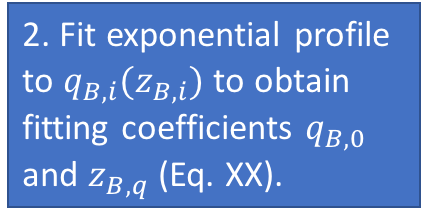 2. Fit exponential profile
to q_{B,i}(z_{B,i}) to obtain
fitting coefficients q_{B,0}
and z_{B,q} (Eq. XX).